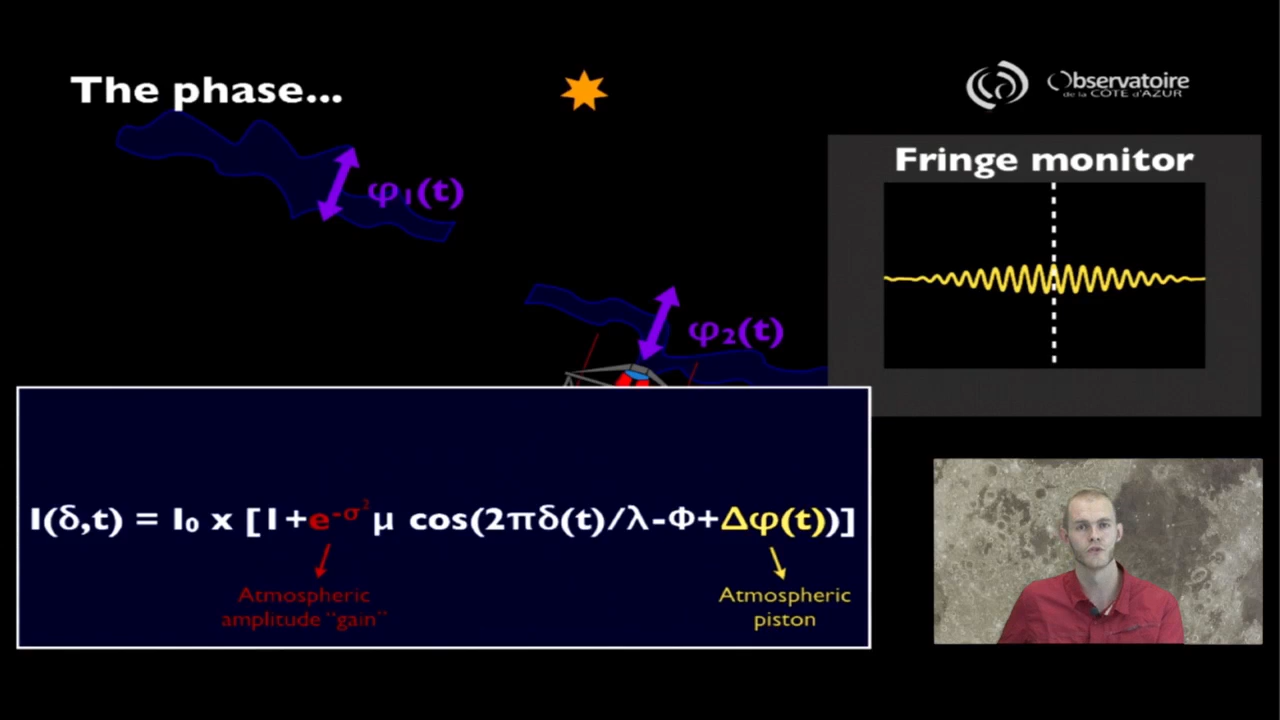 The phase...
Observatoire
de la CÔTE d'AZUR
φ₁(t)
Fringe monitor
φ₂(t)
I(δ,t) = I₀ x [1+e^-σ² μ cos(2πδ(t)/λ-Φ+Δφ(t))]
Atmospheric
amplitude "gain"
Atmospheric
piston